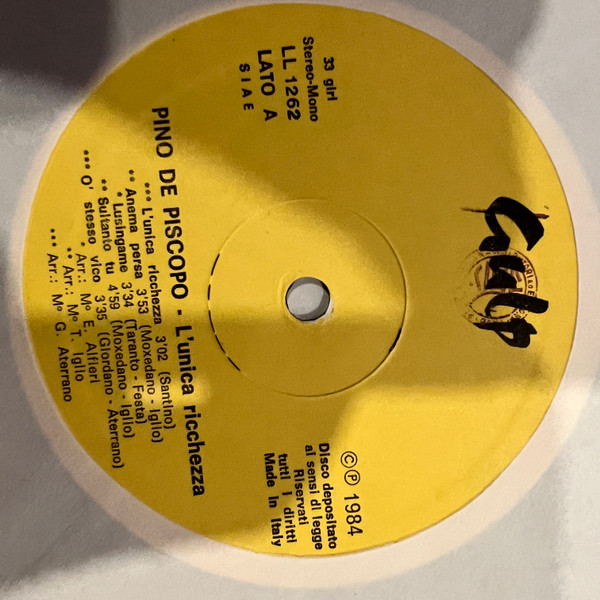 Gulp
33 giri
Stereo-Mono
LL 1262
LATO A
SIAE
© ℗ 1984
Disco depositato
ai sensi di legge
Riservati
tutti i diritti
Made in Italy
PINO DE PISCOPO - L'unica ricchezza
*** L'unica ricchezza 3'02 (Santino)
** Anema persa 3'53 (Moxedano - Iglio)
* Lusingame 3'34 (Taranto - Festa)
** Sultanto tu 4'59 (Moxedano - Iglio)
*** O' stesso vico 3'35 (Giordano - Aterrano)
* Arr.: M° E. Alfieri
** Arr.: M° T. Iglio
*** Arr.: M° G. Aterrano